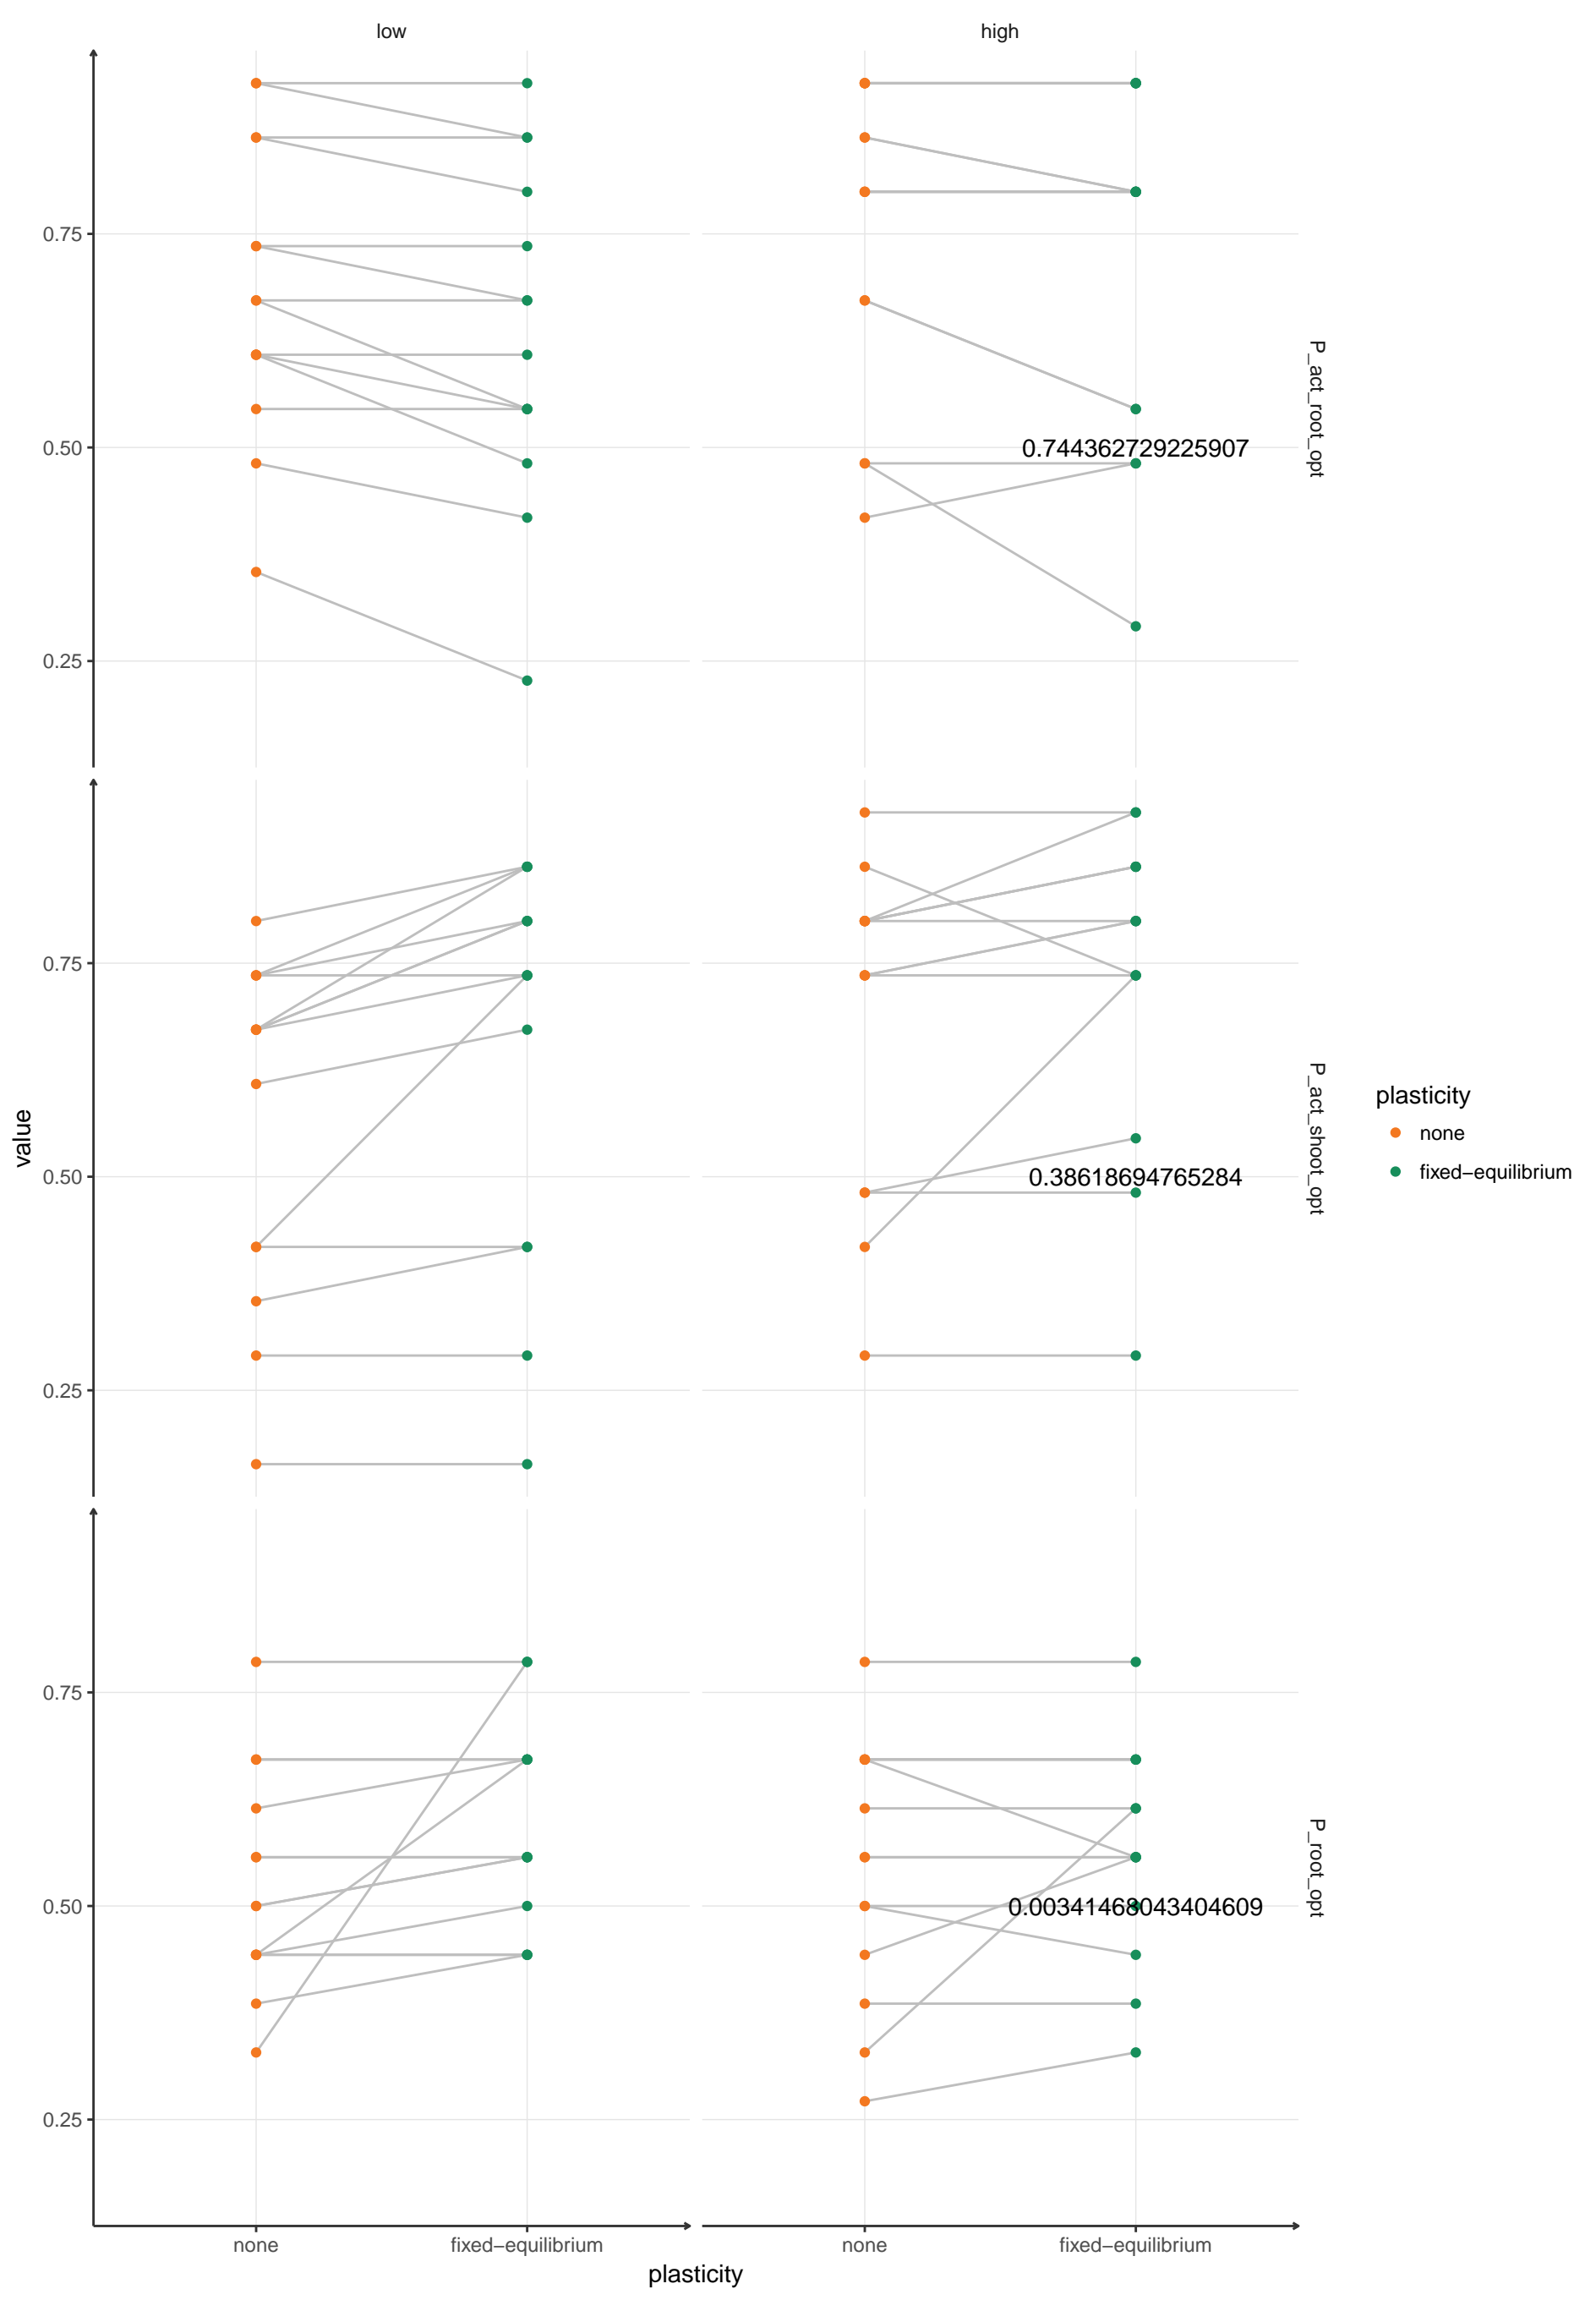 low
high
0.75
0.50
0.25
0.744362729225907
P_act_root_opt
0.75
0.50
0.25
0.38618694765284
P_act_shoot_opt
value
plasticity
none
fixed−equilibrium
0.75
0.50
0.25
0.00341468043404609
P_root_opt
none
fixed−equilibrium
none
fixed−equilibrium
plasticity